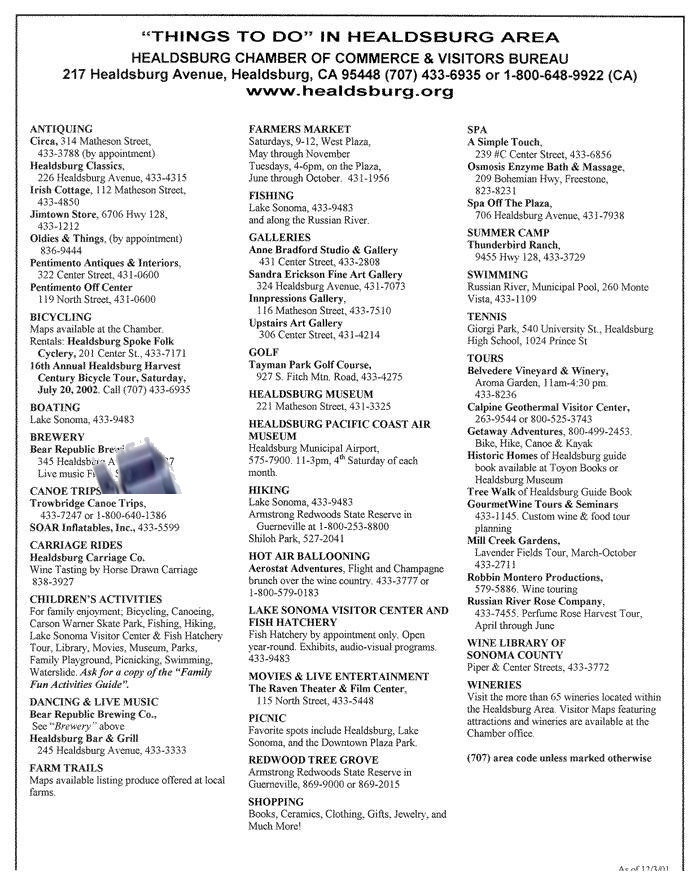 “THINGS TO DO” IN HEALDSBURG AREA
HEALDSBURG CHAMBER OF COMMERCE & VISITORS BUREAU
217 Healdsburg Avenue, Healdsburg, CA 95448 (707) 433-6935 or 1-800-648-9922 (CA)
www.healdsburg.org
ANTIQUING
Circa, 314 Matheson Street,
433-3788 (by appointment)
Healdsburg Classics,
226 Healdsburg Avenue, 433-4315
Irish Cottage, 112 Matheson Street,
433-4850
Jimtown Store, 6706 Hwy 128,
433-1212
Oldies & Things, (by appointment)
836-9444
Pentimento Antiques & Interiors,
322 Center Street, 431-0600
Pentimento Off Center
119 North Street, 431-0600
BICYCLING
Maps available at the Chamber.
Rentals: Healdsburg Spoke Folk
Cyclery, 201 Center St., 433-7171
16th Annual Healdsburg Harvest
Century Bicycle Tour, Saturday,
July 20, 2002. Call (707) 433-6935
BOATING
Lake Sonoma, 433-9483
BREWERY
Bear Republic
345
Live music
CANOE TRIPS
Trowbridge Canoe Trips,
433-7247 or 1-800-640-1386
SOAR Inflatables, Inc., 433-5599
CARRIAGE RIDES
Healdsburg Carriage Co.
Wine Tasting by Horse Drawn Carriage
838-3927
CHILDREN’S ACTIVITIES
For family enjoyment; Bicycling, Canoeing,
Carson Warner Skate Park, Fishing, Hiking,
Lake Sonoma Visitor Center & Fish Hatchery
Tour, Library, Movies, Museum, Parks,
Family Playground, Picnicking, Swimming,
Waterslide. Ask for a copy of the “Family
Fun Activities Guide”.
DANCING & LIVE MUSIC
Bear Republic Brewing Co.,
See “Brewery” above
Healdsburg Bar & Grill
245 Healdsburg Avenue, 433-3333
FARM TRAILS
Maps available listing produce offered at local
farms.
FARMERS MARKET
Saturdays, 9-12, West Plaza,
May through November
Tuesdays, 4-6pm, on the Plaza,
June through October. 431-1956
FISHING
Lake Sonoma, 433-9483
and along the Russian River.
GALLERIES
Anne Bradford Studio & Gallery
431 Center Street, 433-2808
Sandra Erickson Fine Art Gallery
324 Healdsburg Avenue, 431-7073
Innpressions Gallery,
116 Matheson Street, 433-7510
Upstairs Art Gallery
306 Center Street, 431-4214
GOLF
Tayman Park Golf Course,
927 S. Fitch Mtn. Road, 433-4275
HEALDSBURG MUSEUM
221 Matheson Street, 431-3325
HEALDSBURG PACIFIC COAST AIR
MUSEUM
Healdsburg Municipal Airport,
575-7900. 11-3pm, 4th Saturday of each
month.
HIKING
Lake Sonoma, 433-9483
Armstrong Redwoods State Reserve in
Guerneville at 1-800-253-8800
Shiloh Park, 527-2041
HOT AIR BALLOONING
Aerostat Adventures, Flight and Champagne
brunch over the wine country. 433-3777 or
1-800-579-0183
LAKE SONOMA VISITOR CENTER AND
FISH HATCHERY
Fish Hatchery by appointment only. Open
year-round. Exhibits, audio-visual programs.
433-9483
MOVIES & LIVE ENTERTAINMENT
The Raven Theater & Film Center,
115 North Street, 433-5448
PICNIC
Favorite spots include Healdsburg, Lake
Sonoma, and the Downtown Plaza Park.
REDWOOD TREE GROVE
Armstrong Redwoods State Reserve in
Guerneville, 869-9000 or 869-2015
SHOPPING
Books, Ceramics, Clothing, Gifts, Jewelry, and
Much More!
SPA
A Simple Touch,
239 #C Center Street, 433-6856
Osmosis Enzyme Bath & Massage,
209 Bohemian Hwy, Freestone,
823-8231
Spa Off The Plaza,
706 Healdsburg Avenue, 431-7938
SUMMER CAMP
Thunderbird Ranch,
9455 Hwy 128, 433-3729
SWIMMING
Russian River, Municipal Pool, 260 Monte
Vista, 433-1109
TENNIS
Giorgi Park, 540 University St., Healdsburg
High School, 1024 Prince St
TOURS
Belvedere Vineyard & Winery,
Aroma Garden, 11am-4:30 pm.
433-8236
Calpine Geothermal Visitor Center,
263-9544 or 800-525-3743
Getaway Adventures, 800-499-2453.
Bike, Hike, Canoe & Kayak
Historic Homes of Healdsburg guide
book available at Toyon Books or
Healdsburg Museum
Tree Walk of Healdsburg Guide Book
GourmetWine Tours & Seminars
433-1145. Custom wine & food tour
planning
Mill Creek Gardens,
Lavender Fields Tour, March-October
433-2711
Robbin Montero Productions,
579-5886. Wine touring
Russian River Rose Company,
433-7455. Perfume Rose Harvest Tour,
April through June
WINE LIBRARY OF
SONOMA COUNTY
Piper & Center Streets, 433-3772
WINERIES
Visit the more than 65 wineries located within
the Healdsburg Area. Visitor Maps featuring
attractions and wineries are available at the
Chamber office.
(707) area code unless marked otherwise
As of 12/3/01